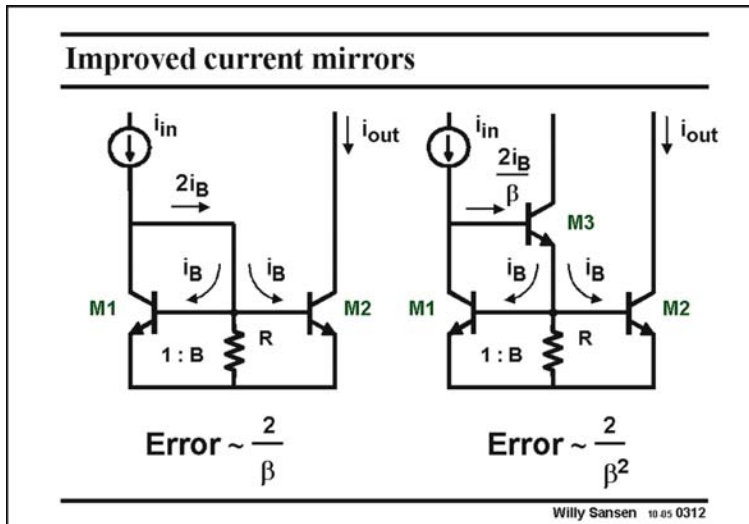 Improved current mirrors
i_in
i_out
2i_B
i_B
i_B
M1
M2
1 : B
R
Error ~ 2/β
i_in
i_out
2i_B/β
M3
i_B
i_B
M1
M2
1 : B
R
Error ~ 2/β²
Willy Sansen 10-05 0312